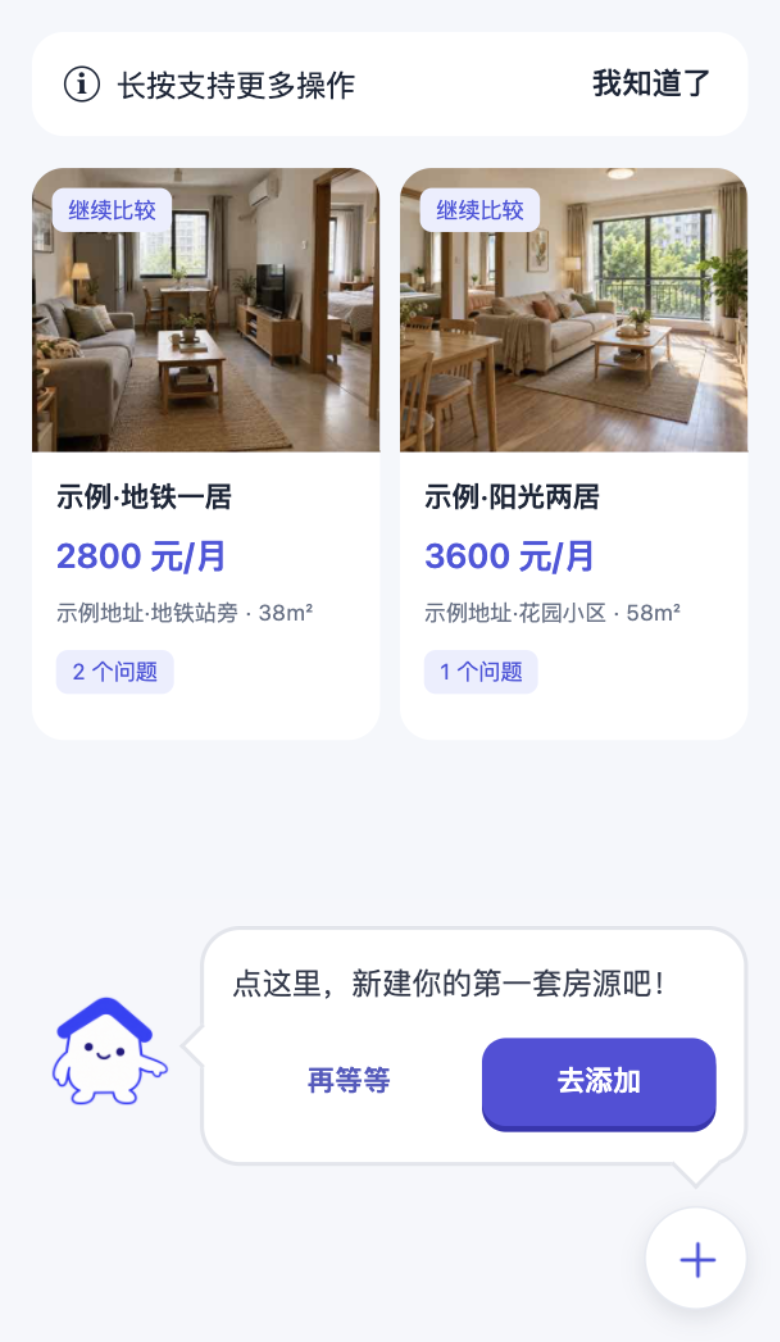 长按支持更多操作 我知道了
继续比较
示例·地铁一居
2800 元/月
示例地址·地铁站旁 · 38m²
2 个问题
继续比较
示例·阳光两居
3600 元/月
示例地址·花园小区 · 58m²
1 个问题
点这里，新建你的第一套房源吧！
再等等 去添加